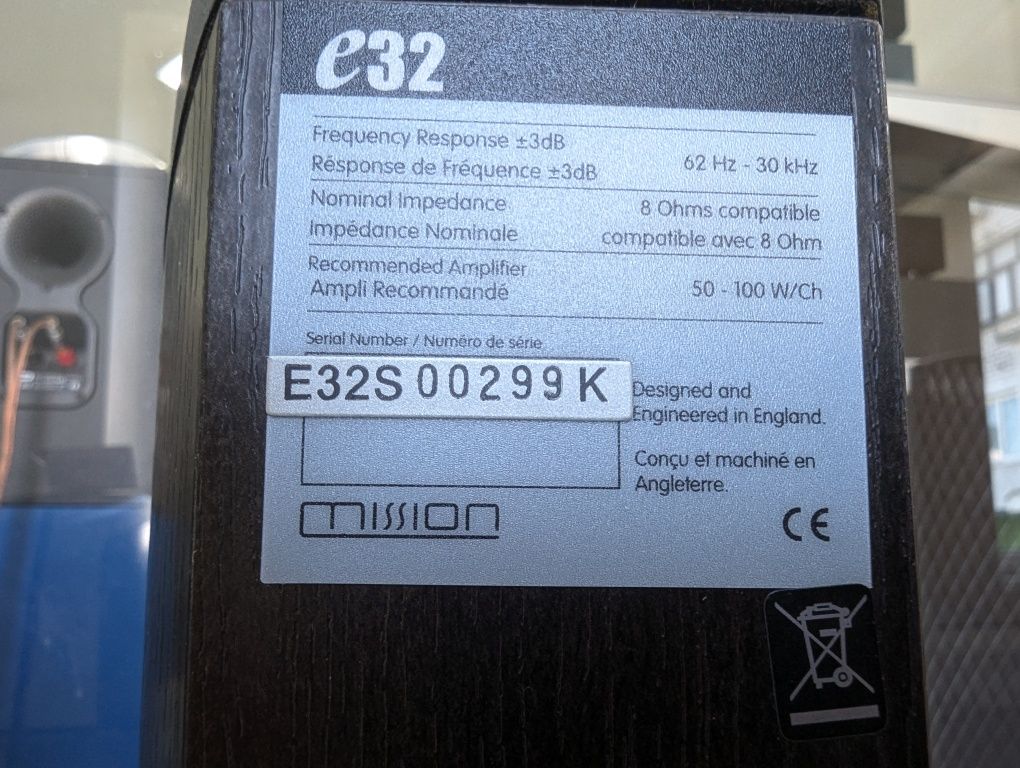 e32
Frequency Response ±3dB
Résponse de Fréquence ±3dB
62 Hz - 30 kHz
Nominal Impedance
Impédance Nominale
8 Ohms compatible
compatible avec 8 Ohm
Recommended Amplifier
Ampli Recommandé
50 - 100 W/Ch
Serial Number / Numéro de série
E32S 00299 K
Designed and
Engineered in England.
Conçu et machiné en
Angleterre.
mission
CE